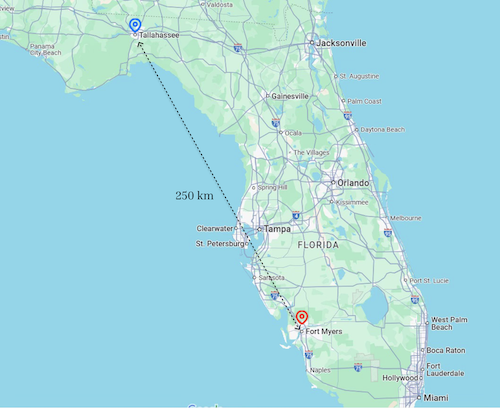 Valdosta
Tallahassee
Panama
City Beach
Jacksonville
St. Augustine
Gainesville
Palm Coast
Ocala
Daytona Beach
The Villages
Orlando
250 km
Spring Hill
Kissimmee
Clearwater
Tampa
Melbourne
St. Petersburg
FLORIDA
4
Sarasota
75
Port St. Lucie
Fort Myers
West Palm
Beach
Boca Raton
Naples
Fort
Lauderdale
Hollywood
Miami